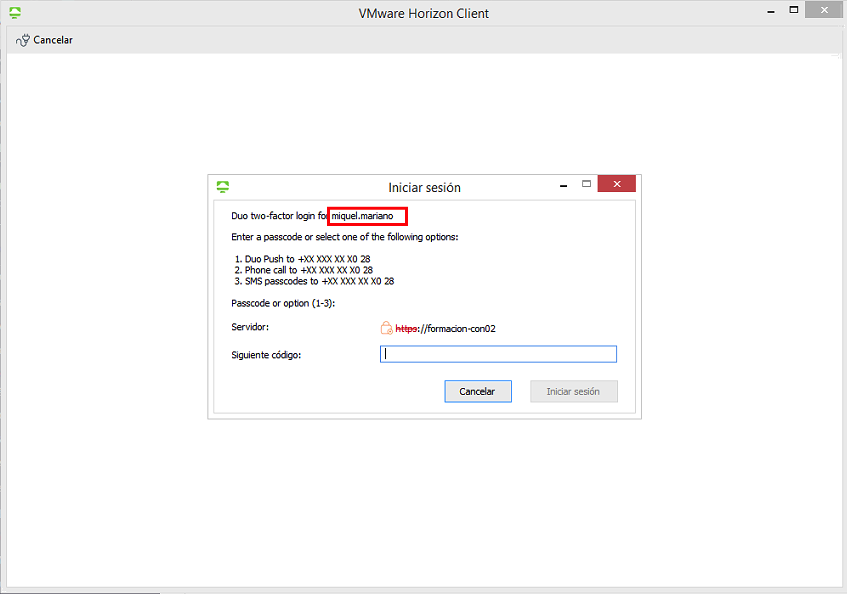 VMware Horizon Client
Cancelar
Iniciar sesión
Duo two-factor login for miquel.mariano
Enter a passcode or select one of the following options:
1. Duo Push to +XX XXX XX X0 28
2. Phone call to +XX XXX XX X0 28
3. SMS passcodes to +XX XXX XX X0 28
Passcode or option (1-3):
Servidor: https://formacion-con02
Siguiente código:
Cancelar Iniciar sesión